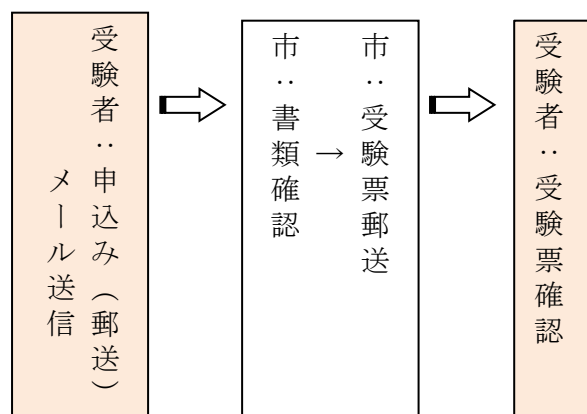 受験者：申込み（郵送）
メール送信
市：書類確認
→
市：受験票郵送
受験者：受験票確認